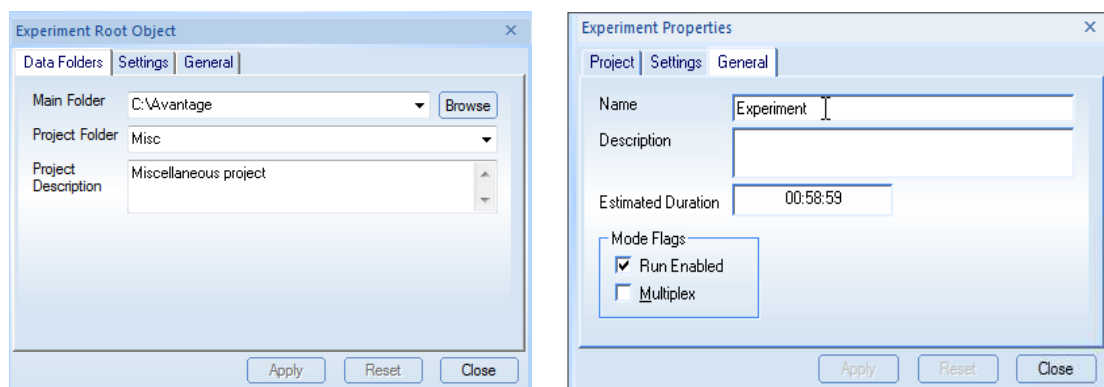 Experiment Root Object
Data Folders Settings General
Main Folder C:\Avantage Browse
Project Folder Misc
Project Miscellaneous project
Description
Apply Reset Close
Experiment Properties
Project Settings General
Name Experiment
Description
Estimated Duration 00:58:59
Mode Flags
Run Enabled
Multiplex
Apply Reset Close